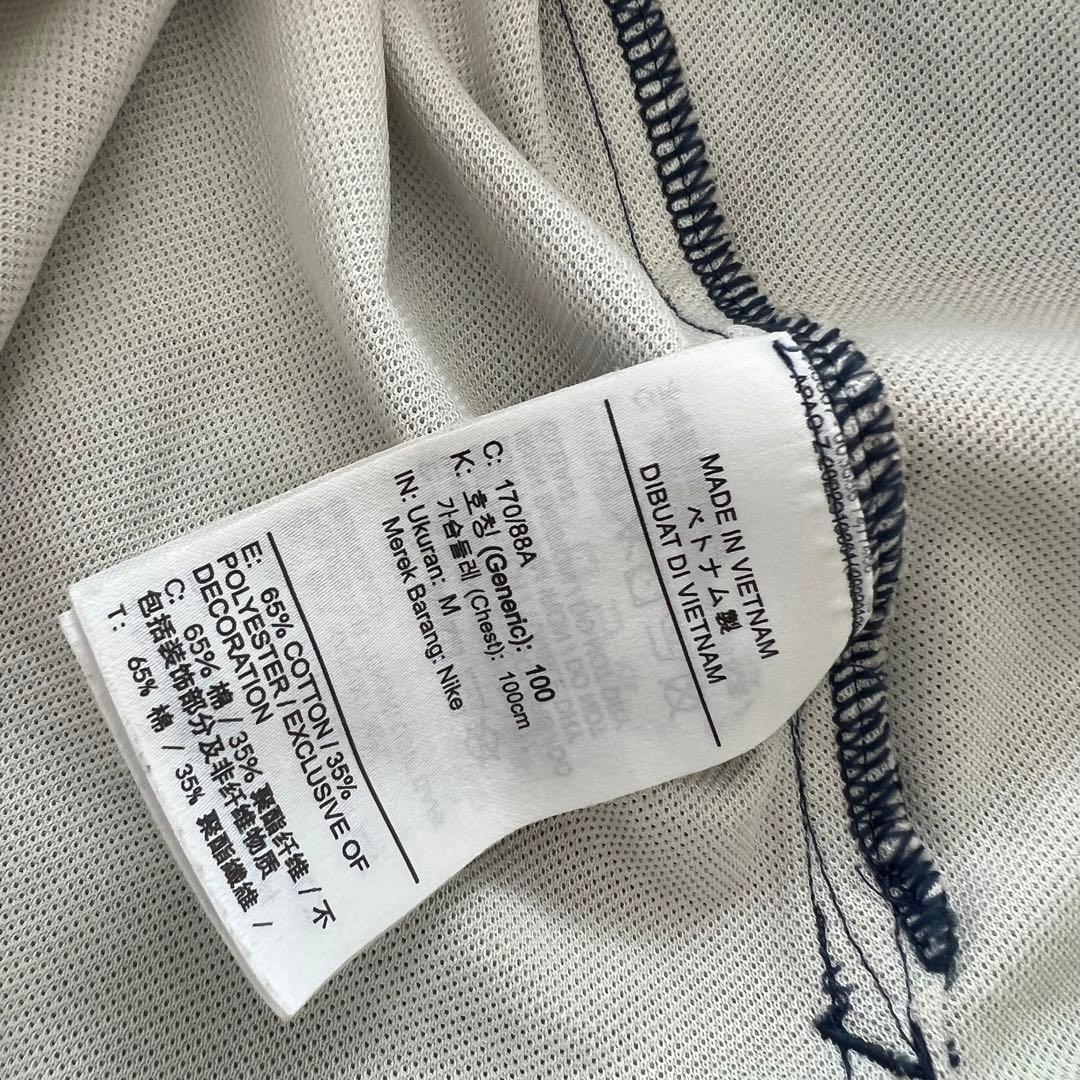 MADE IN VIETNAM
ベトナム製
DIBUAT DI VIETNAM
C: 170/88A
K: 호칭 (Generic): 100
가슴둘레 (Chest): 100cm
IN: Ukuran: M
Merek Barang: Nike
E: 65% COTTON / 35%
POLYESTER / EXCLUSIVE OF
DECORATION
C: 65% 棉 / 35% 聚酯纤维 / 不
包括装饰部分及非纤维物质
T: 65% 棉 / 35% 聚酯纖維 /